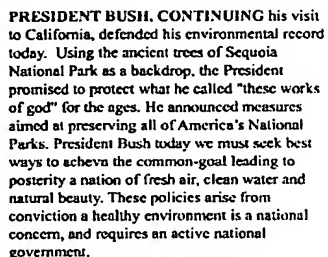 PRESIDENT BUSH, CONTINUING his visit
to California, defended his environmental record
today. Using the ancient trees of Sequoia
National Park as a backdrop, the President
promised to protect what he called "these works
of god" for the ages. He announced measures
aimed at preserving all of America's National
Parks. President Bush today we must seek best
ways to achevn the common-goal leading to
posterity a nation of fresh air, clean water and
natural beauty. These policies arise from
conviction a healthy environment is a national
concern, and requires an active national
government.